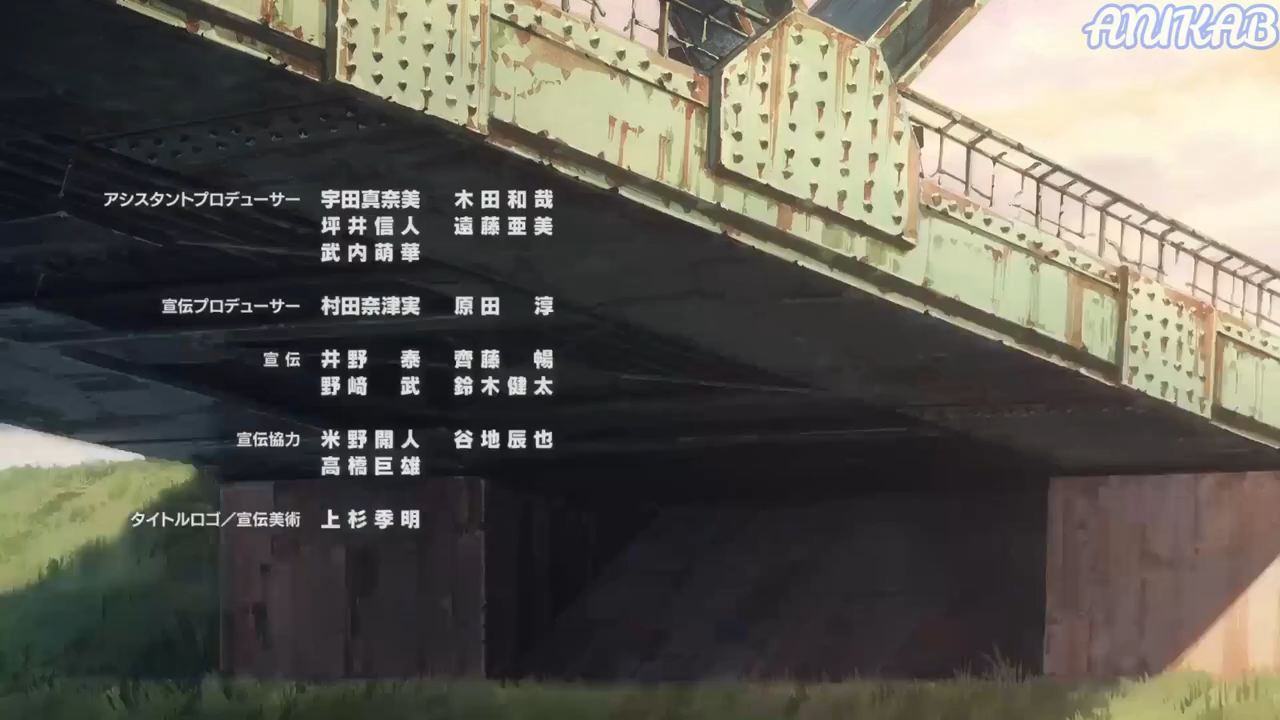 ANIKAB
アシスタントプロデューサー 宇田真奈美 木田和哉
坪井信人 遠藤亜美
武内萌華
宣伝プロデューサー 村田奈津実 原田 淳
宣伝 井野 泰 齊藤 暢
野﨑 武 鈴木健太
宣伝協力 米野開人 谷地辰也
高橋巨雄
タイトルロゴ／宣伝美術 上杉季明